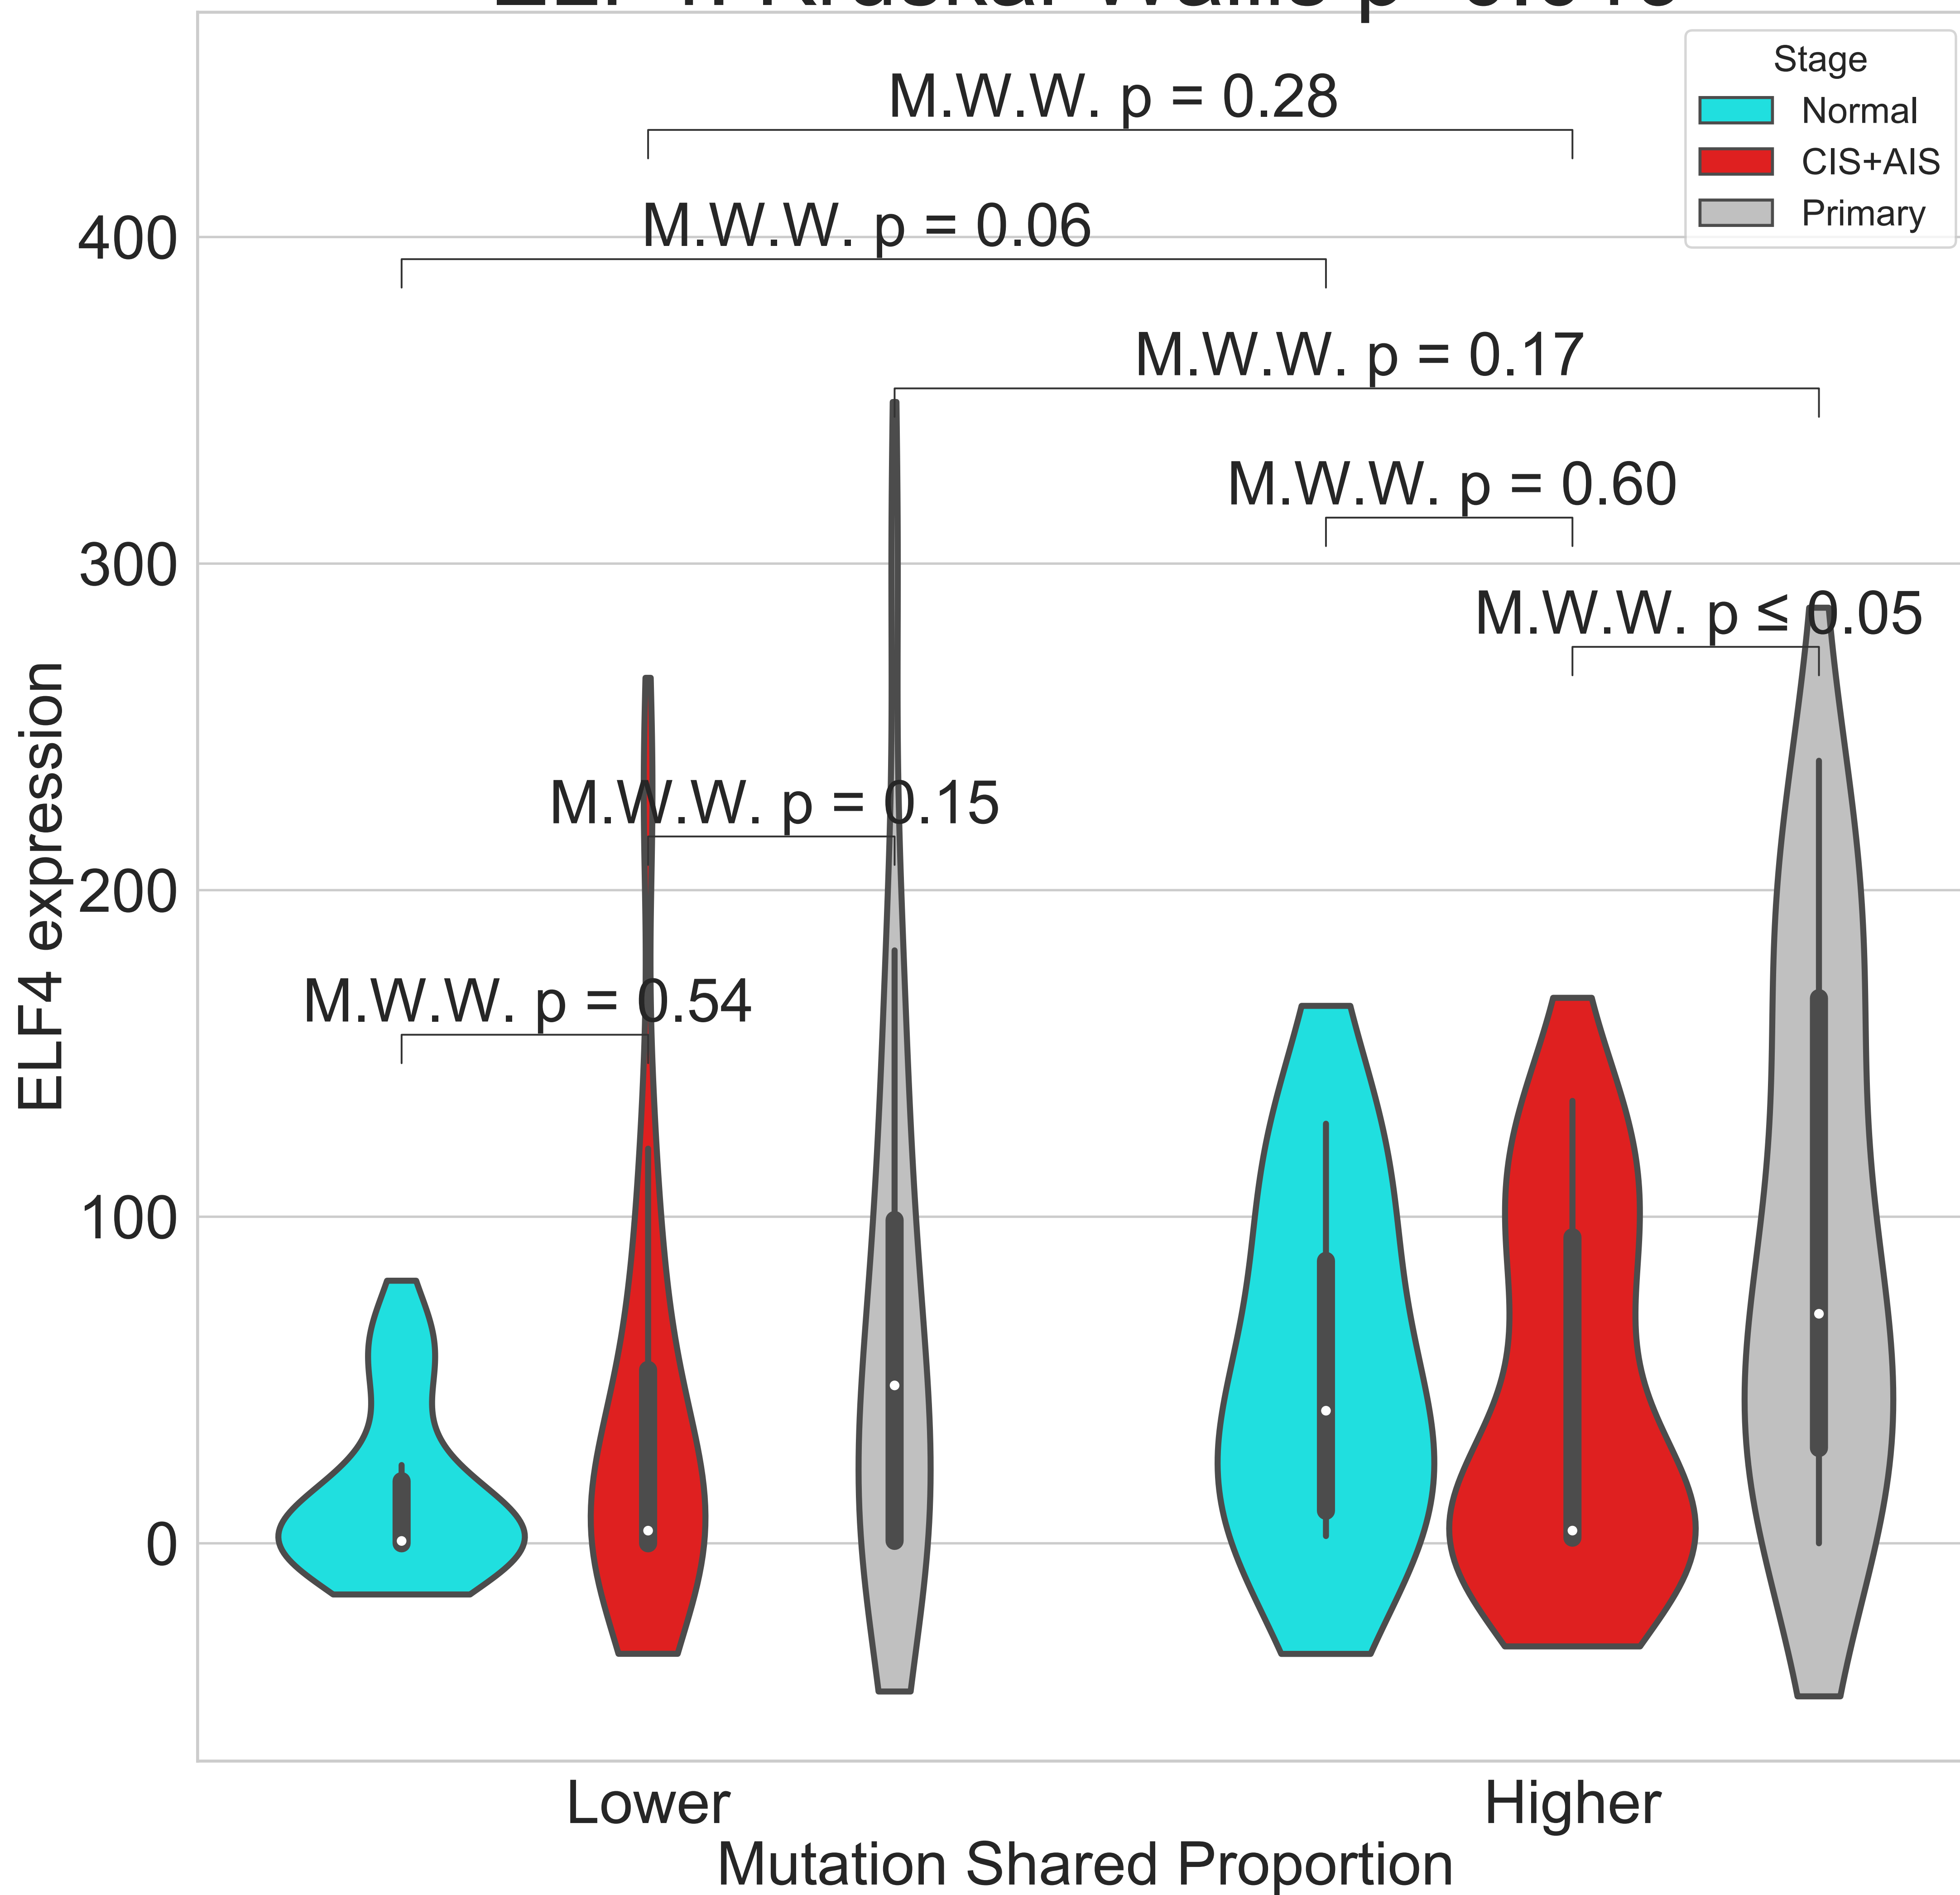 Stage
Normal
CIS+AIS
Primary
M.W.W. p = 0.28
M.W.W. p = 0.06
M.W.W. p = 0.17
M.W.W. p = 0.60
M.W.W. p ≤ 0.05
M.W.W. p = 0.15
M.W.W. p = 0.54
400
300
200
100
0
ELF4 expression
Lower
Higher
Mutation Shared Proportion